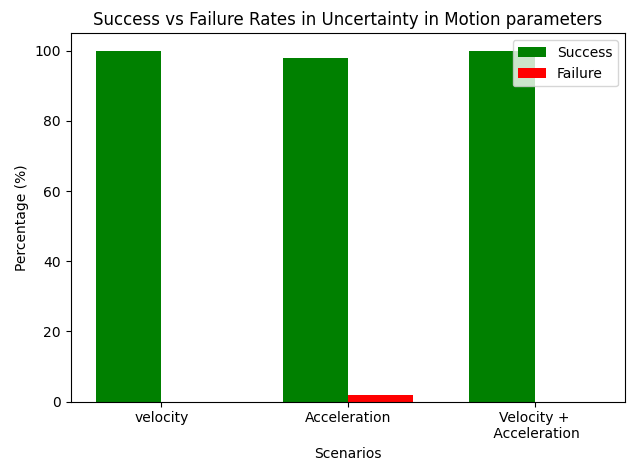 Success vs Failure Rates in Uncertainty in Motion parameters
Percentage (%)
100
80
60
40
20
0
Success
Failure
velocity
Acceleration
Velocity +
Acceleration
Scenarios